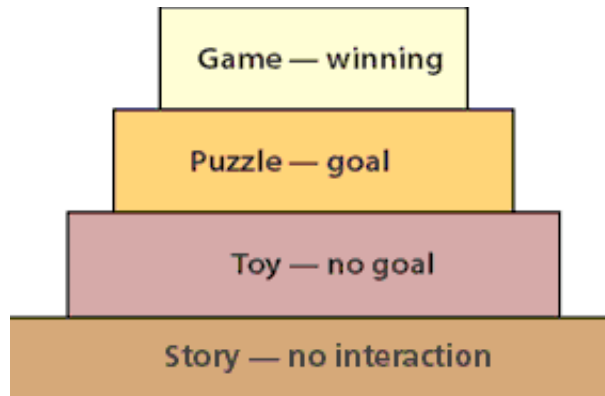 Game — winning
Puzzle — goal
Toy — no goal
Story — no interaction